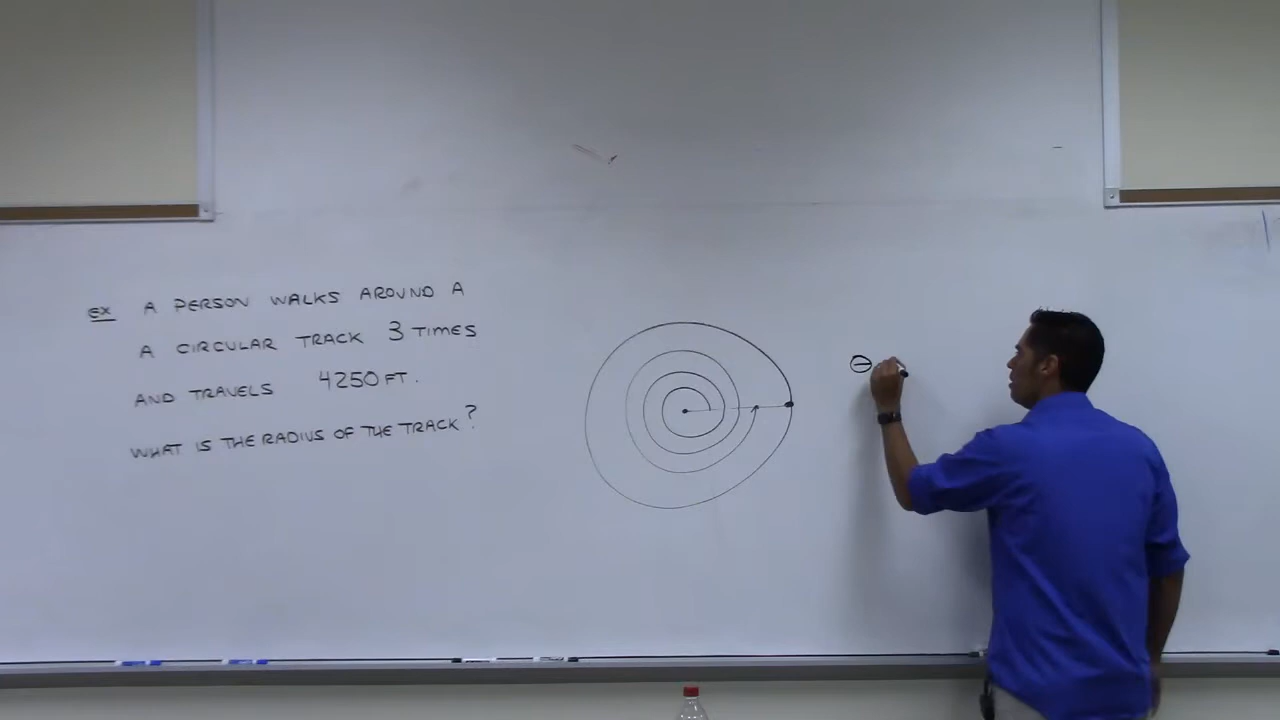 ex A PERSON WALKS AROUND A
A CIRCULAR TRACK 3 TIMES
AND TRAVELS 4250 FT.
WHAT IS THE RADIUS OF THE TRACK?
θ